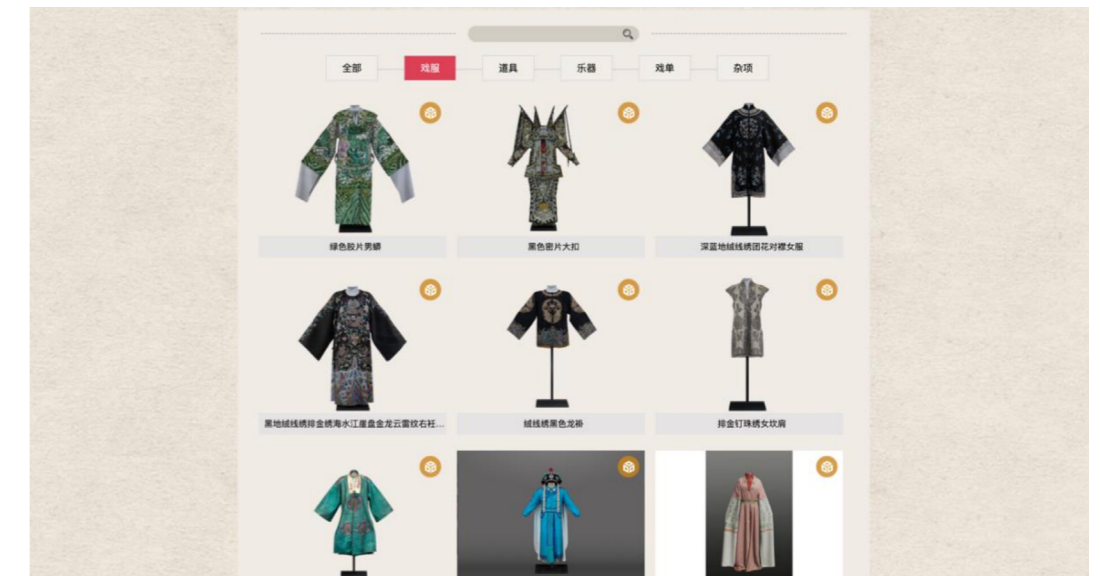 全部
戏服
道具
乐器
戏单
杂项
绿色胶片男蟒
黑色密片大扣
深蓝地绒线绣团花对襟女服
黑地绒线绣排金绣海水江崖盘金龙云雷纹右衽...
绒线绣黑色龙褂
排金钉珠绣女坎肩